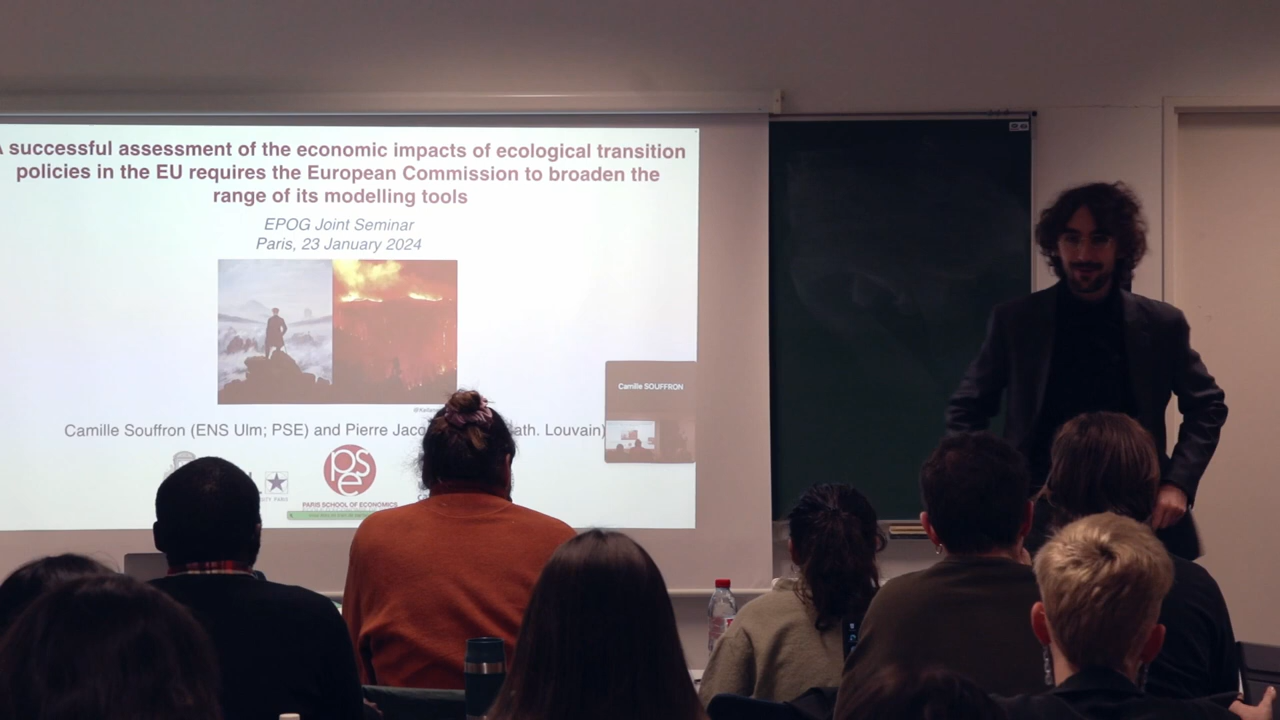 A successful assessment of the economic impacts of ecological transition
policies in the EU requires the European Commission to broaden the
range of its modelling tools
EPOG Joint Seminar
Paris, 23 January 2024
Camille SOUFFRON
Camille Souffron (ENS Ulm; PSE) and Pierre Jaco ath. Louvain)
pse
PARIS SCHOOL OF ECONOMICS